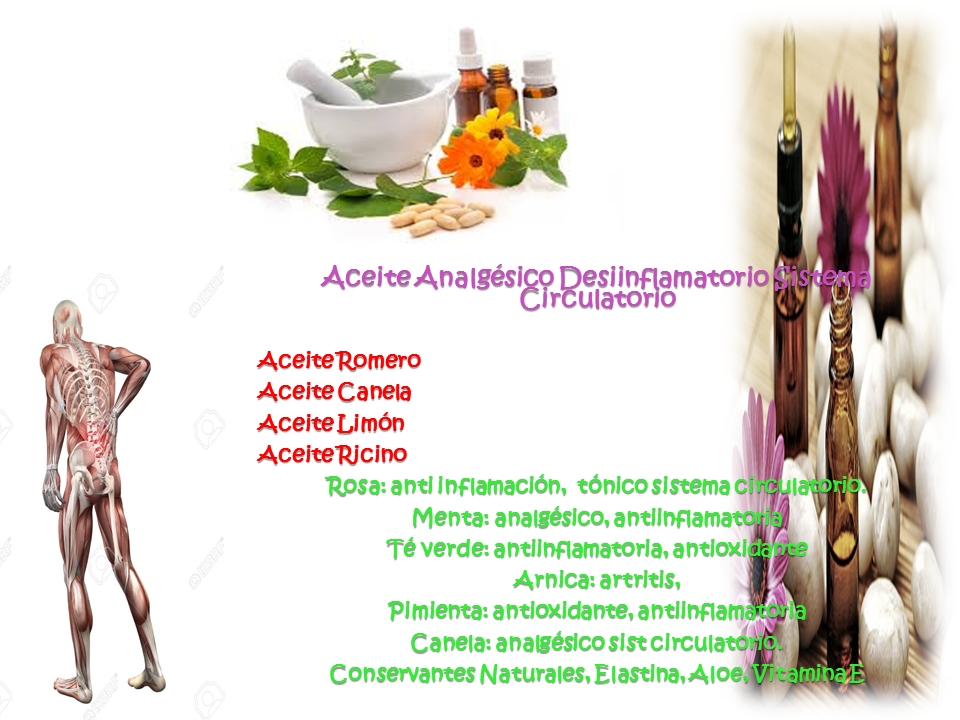 Aceite Analgésico Desiinflamatorio Sistema
Circulatorio
Aceite Romero
Aceite Canela
Aceite Limón
Aceite Ricino
Rosa: anti inflamación, tónico sistema circulatorio.
Menta: analgésico, antiinflamatoria
Té verde: antiinflamatoria, antioxidante
Arnica: artritis,
Pimienta: antioxidante, antiinflamatoria
Canela: analgésico sist circulatorio.
Conservantes Naturales, Elastina, Aloe, Vitamina E